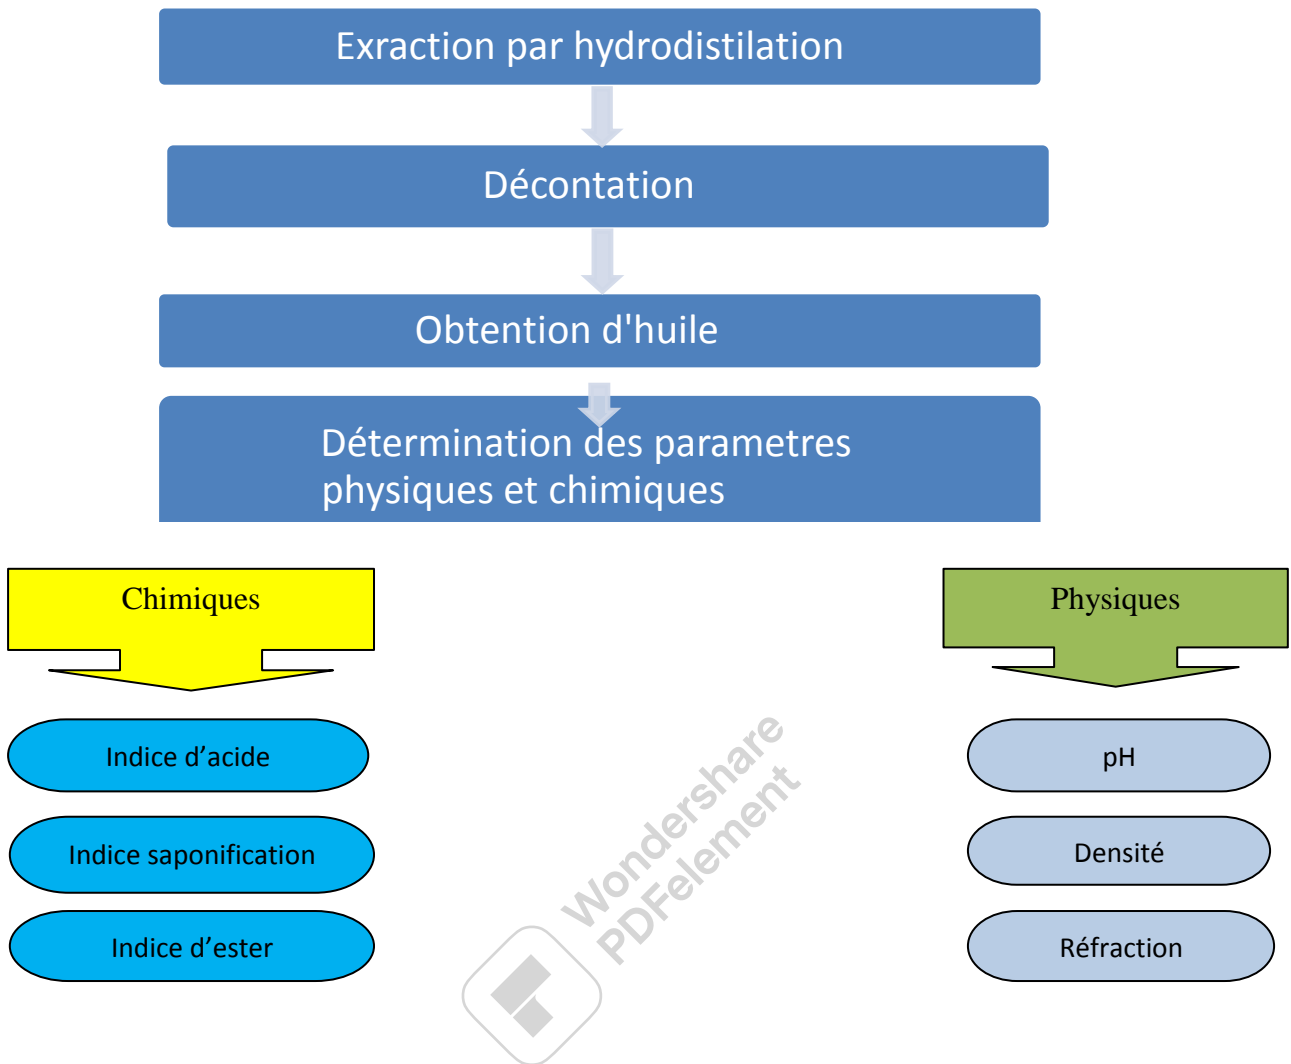 Exraction par hydrodistilation
Décontation
Obtention d'huile
Détermination des parametres
physiques et chimiques
Chimiques
Physiques
Indice d’acide
pH
Indice saponification
Densité
Indice d’ester
Réfraction
Wondershare
PDFelement